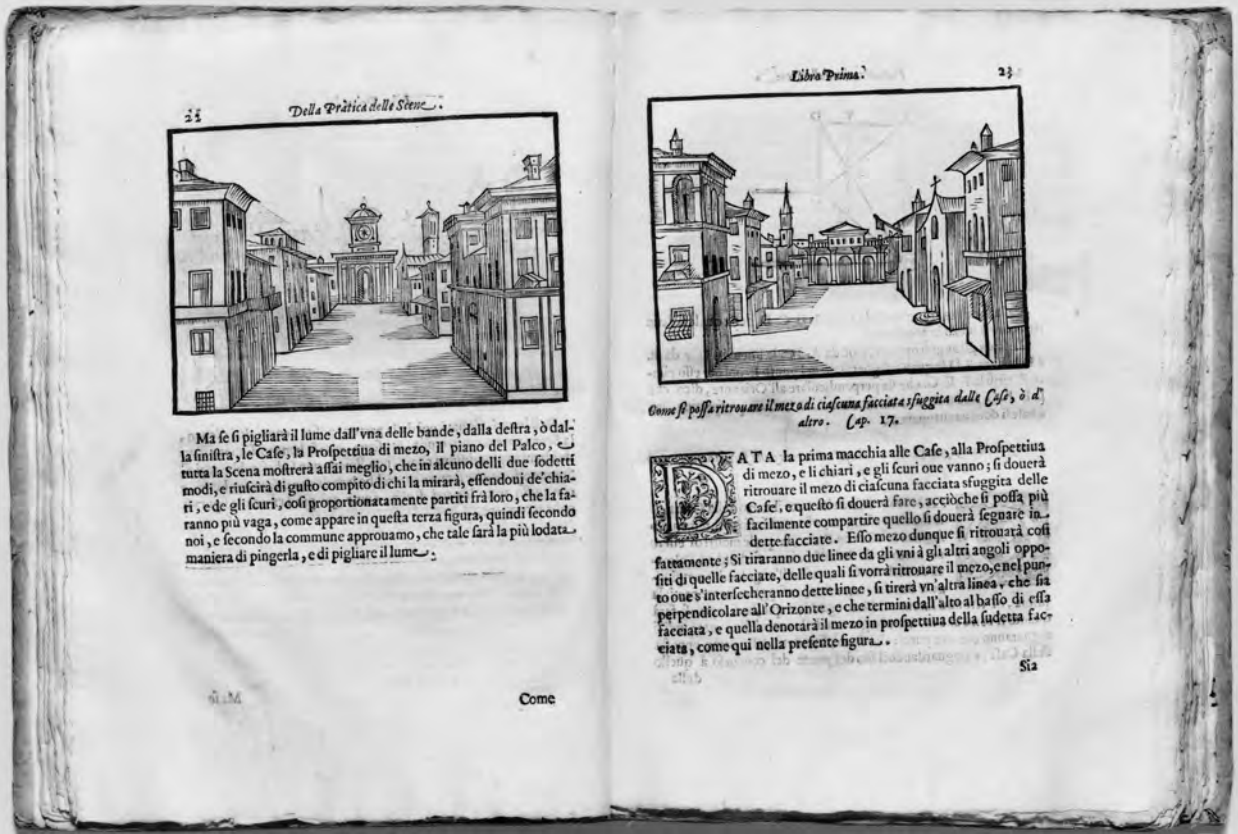 22
Della Pratica delle Scene.
Ma ſe ſi pigliarà il lume dall'vna delle bande, dalla deſtra, ò dal-
la ſiniſtra, le Caſe, la Proſpettiua di mezo, il piano del Palco, e
tutta la Scena moſtrerà aſſai meglio, che in alcuno delli due ſodetti
modi, e riuſcirà di guſto compito di chi la mirarà, eſſendoui de'chia-
ri, e de gli ſcuri, coſi proportionatamente partiti frà loro, che la fa-
ranno più vaga, come appare in queſta terza figura, quindi ſecondo
noi, e ſecondo la commune approuamo, che tale ſarà la più lodata
maniera di pingerla, e di pigliare il lume.
Come
Libro Primo.
23
Come ſi poſſa ritrouare il mezo di ciaſcuna facciata sfuggita dalle Caſe, ò d'
altro. Cap. 17.
DATA la prima macchia alle Caſe, alla Proſpettiua
di mezo, e li chiari, e gli ſcuri oue vanno; ſi douerà
ritrouare il mezo di ciaſcuna facciata sfuggita delle
Caſe, e queſto ſi douerà fare, acciòche ſi poſſa più
facilmente compartire quello ſi douerà ſegnare in
dette facciate. Eſſo mezo dunque ſi ritrouarà coſi
fattamente; Si tiraranno due linee da gli vni à gli altri angoli oppo-
ſiti di quelle facciate, delle quali ſi vorrà ritrouare il mezo, e nel pun-
to oue s'interſecheranno dette linee, ſi tirerà vn'altra linea, che ſia
perpendicolare all'Orizonte, e che termini dall'alto al baſſo di eſſa
facciata, e quella denotarà il mezo in proſpettiua della ſudetta fac-
ciata, come qui nella preſente figura.
Sia